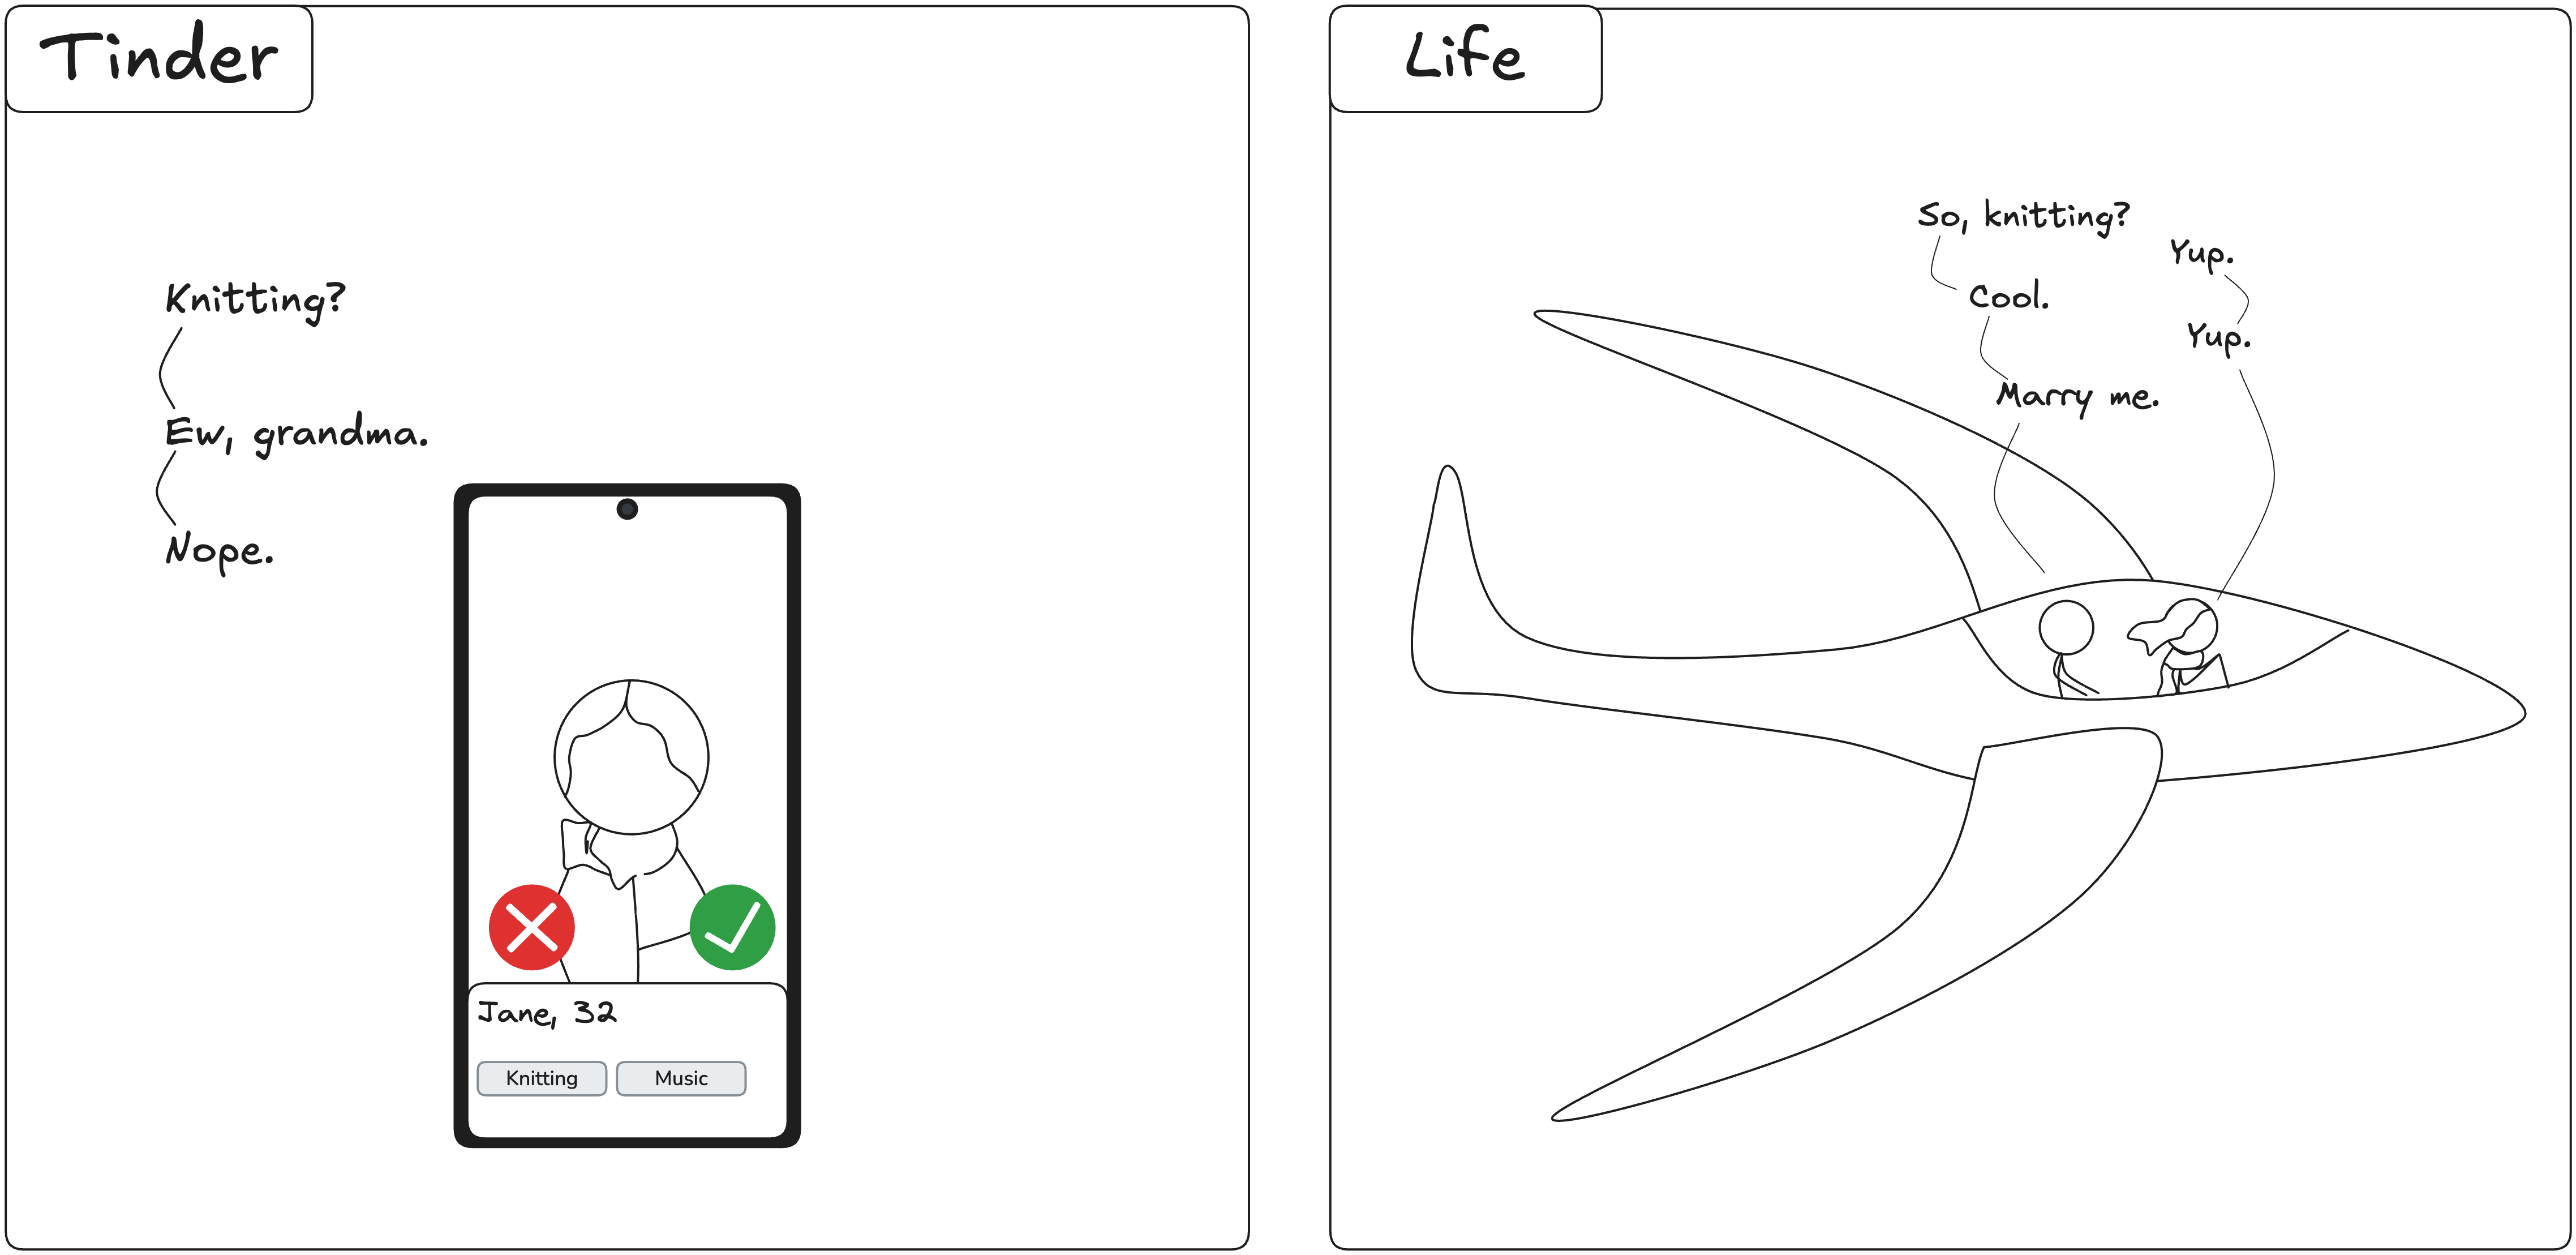 Tinder
Knitting?
Ew, grandma.
Nope.
Jane, 32
Knitting
Music
Life
So, knitting?
Yup.
Cool.
Yup.
Marry me.